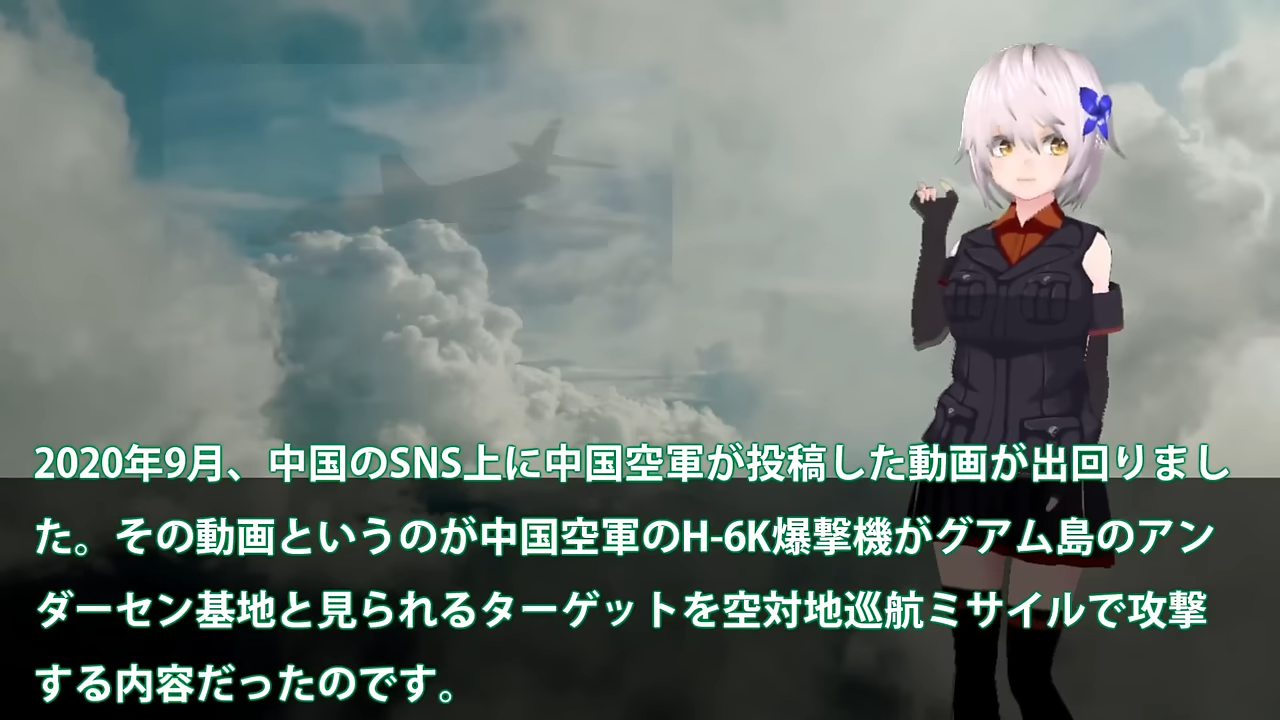 2020年9月、中国のSNS上に中国空軍が投稿した動画が出回りまし
た。その動画というのが中国空軍のH-6K爆撃機がグアム島のアン
ダーセン基地と見られるターゲットを空対地巡航ミサイルで攻撃
する内容だったのです。